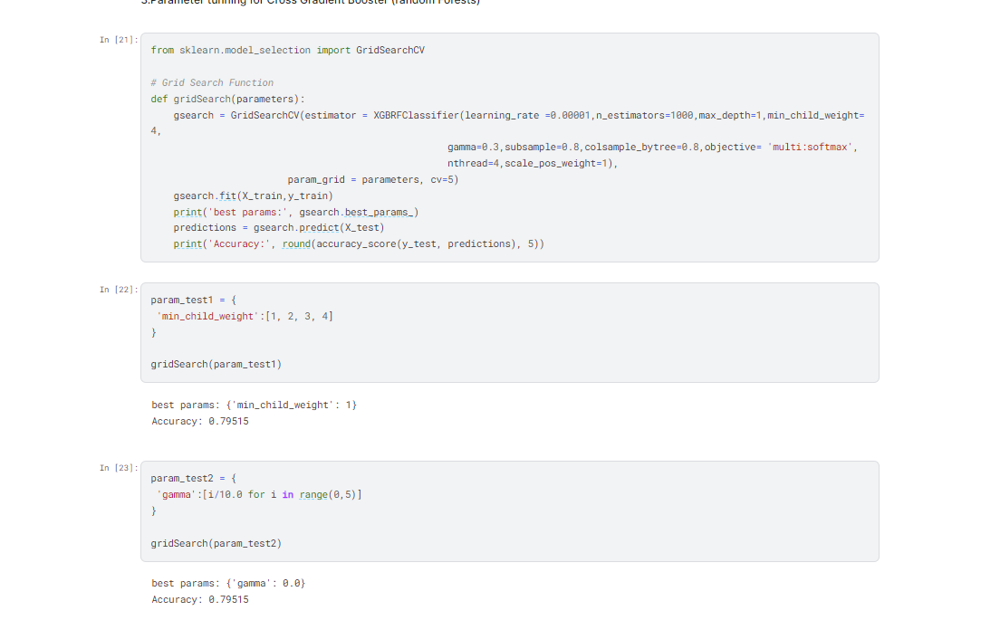 3.Parameter tunning for Cross Gradient Booster (random Forests)
In [21]:
from sklearn.model_selection import GridSearchCV
# Grid Search Function
def gridSearch(parameters):
gsearch = GridSearchCV(estimator = XGBRFClassifier(learning_rate =0.00001,n_estimators=1000,max_depth=1,min_child_weight=
4,
gamma=0.3,subsample=0.8,colsample_bytree=0.8,objective= 'multi:softmax',
nthread=4,scale_pos_weight=1),
param_grid = parameters, cv=5)
gsearch.fit(X_train,y_train)
print('best params:', gsearch.best_params_)
predictions = gsearch.predict(X_test)
print('Accuracy:', round(accuracy_score(y_test, predictions), 5))
In [22]:
param_test1 = {
'min_child_weight':[1, 2, 3, 4]
}
gridSearch(param_test1)
best params: {'min_child_weight': 1}
Accuracy: 0.79515
In [23]:
param_test2 = {
'gamma':[i/10.0 for i in range(0,5)]
}
gridSearch(param_test2)
best params: {'gamma': 0.0}
Accuracy: 0.79515